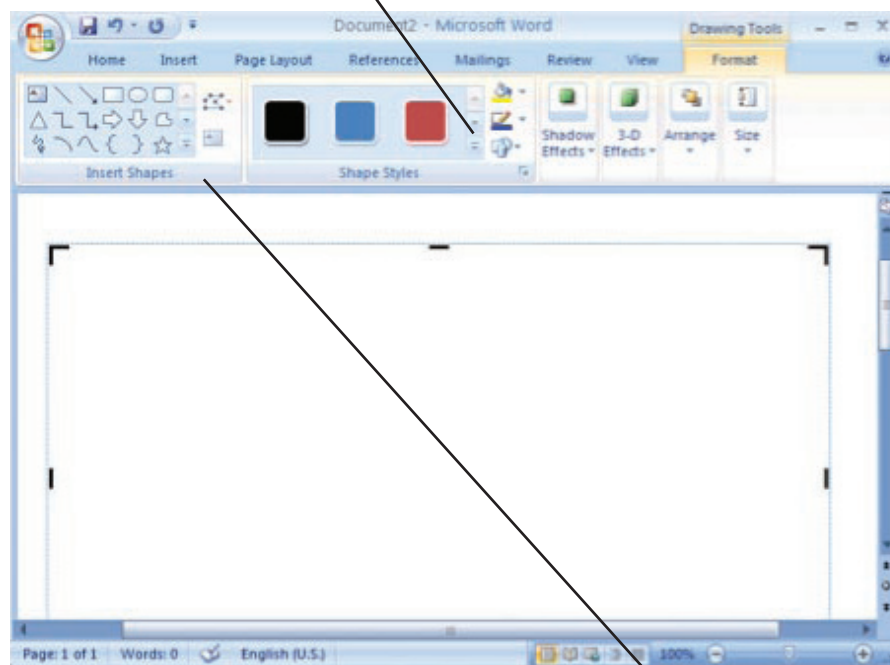 Document2 - Microsoft Word
Drawing Tools
Home Insert Page Layout References Mailings Review View Format
Shadow Effects
3-D Effects
Arrange
Size
Insert Shapes
Shape Styles
Page: 1 of 1 Words: 0 English (U.S.) 100%